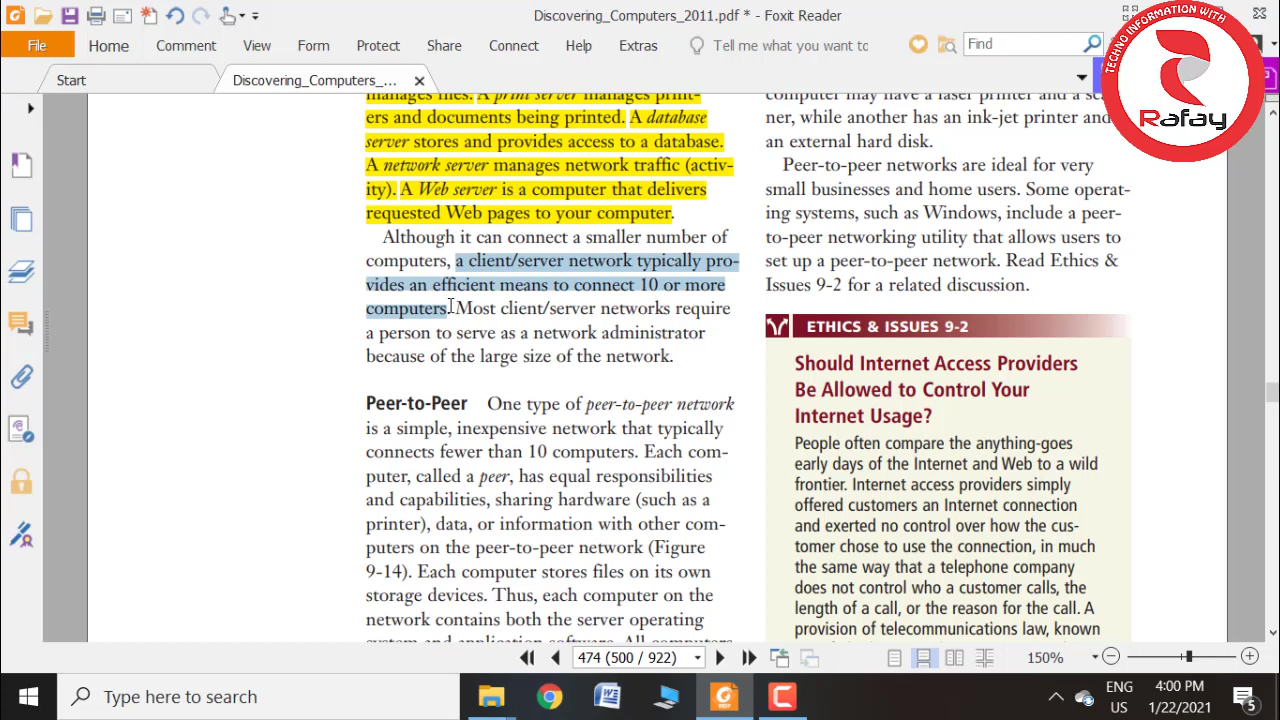 Discovering_Computers_2011.pdf * - Foxit Reader
File Home Comment View Form Protect Share Connect Help Extras Tell me what you want to Find
Start Discovering_Computers_...
TECHNO INFORMATION WITH
Rafay
manages files. A print server manages print-
ers and documents being printed. A database
server stores and provides access to a database.
A network server manages network traffic (activ-
ity). A Web server is a computer that delivers
requested Web pages to your computer.
Although it can connect a smaller number of
computers, a client/server network typically pro-
vides an efficient means to connect 10 or more
computers. Most client/server networks require
a person to serve as a network administrator
because of the large size of the network.
Peer-to-Peer One type of peer-to-peer network
is a simple, inexpensive network that typically
connects fewer than 10 computers. Each com-
puter, called a peer, has equal responsibilities
and capabilities, sharing hardware (such as a
printer), data, or information with other com-
puters on the peer-to-peer network (Figure
9-14). Each computer stores files on its own
storage devices. Thus, each computer on the
network contains both the server operating
system and application software. All computers
computer may have a laser printer and a
ner, while another has an ink-jet printer and
an external hard disk.
Peer-to-peer networks are ideal for very
small businesses and home users. Some operat-
ing systems, such as Windows, include a peer-
to-peer networking utility that allows users to
set up a peer-to-peer network. Read Ethics &
Issues 9-2 for a related discussion.
ETHICS & ISSUES 9-2
Should Internet Access Providers
Be Allowed to Control Your
Internet Usage?
People often compare the anything-goes
early days of the Internet and Web to a wild
frontier. Internet access providers simply
offered customers an Internet connection
and exerted no control over how the cus-
tomer chose to use the connection, in much
the same way that a telephone company
does not control who a customer calls, the
length of a call, or the reason for the call. A
provision of telecommunications law, known
474 (500 / 922) 150%
Type here to search
ENG
US
4:00 PM
1/22/2021
5